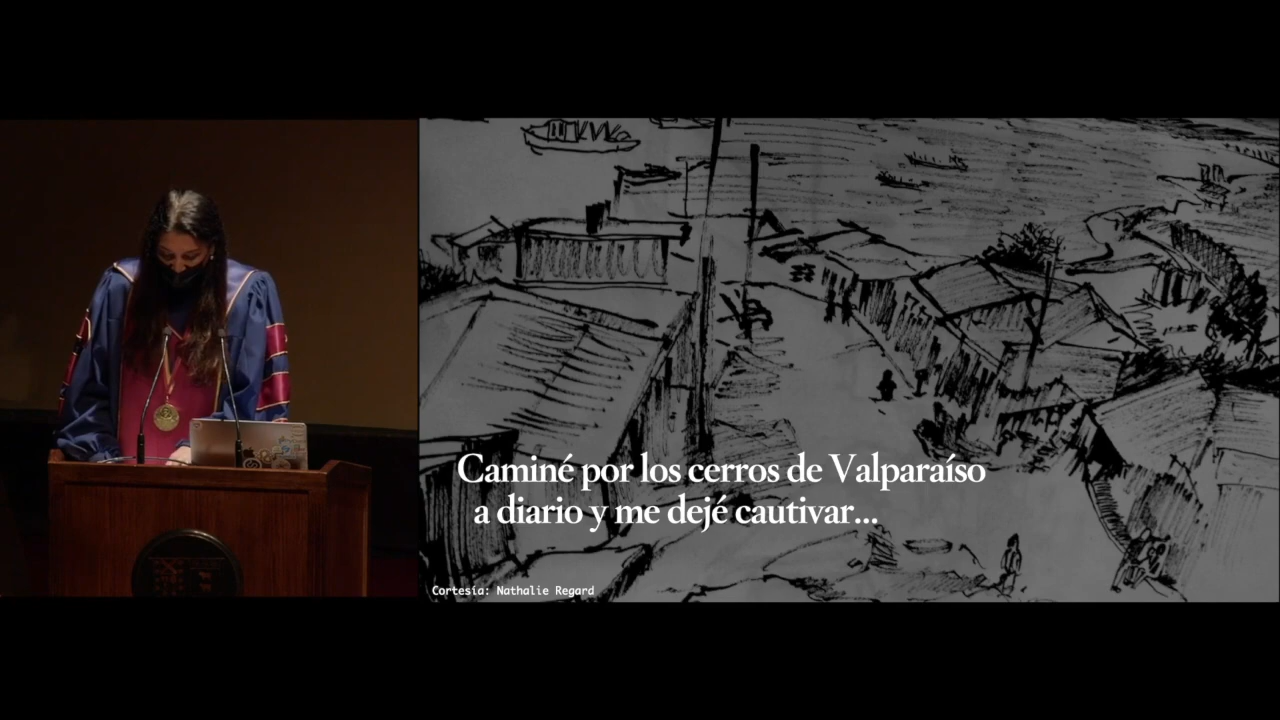 Caminé por los cerros de Valparaíso
a diario y me dejé cautivar...
Cortesía: Nathalie Regard